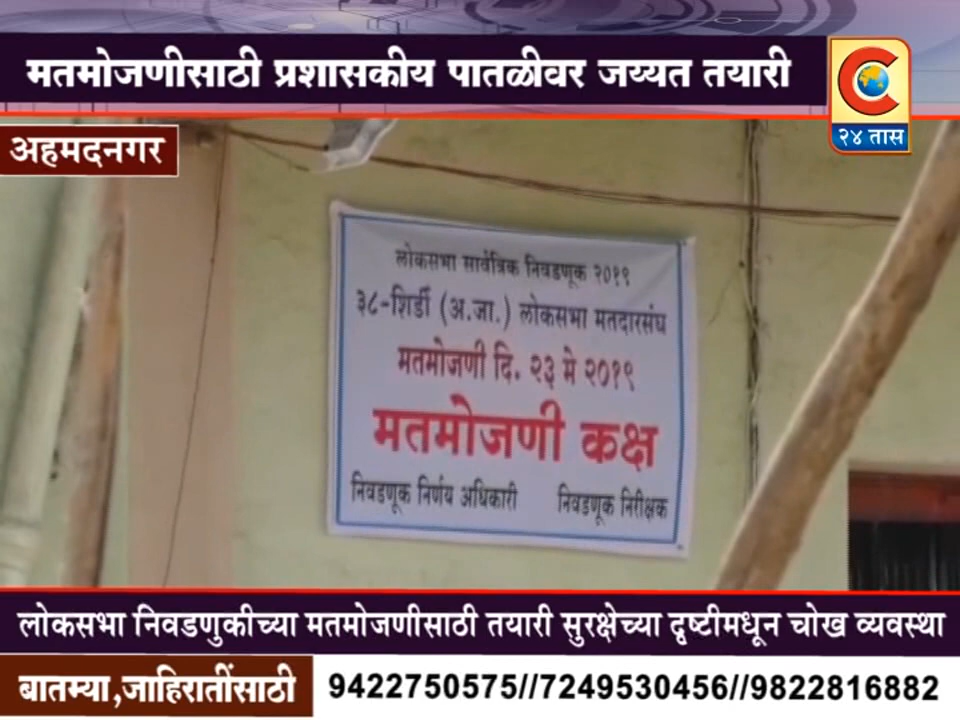 मतमोजणीसाठी प्रशासकीय पातळीवर जय्यत तयारी
C
२४ तास
अहमदनगर
लोकसभा सार्वत्रिक निवडणूक २०१९
३८-शिर्डी (अ.जा.) लोकसभा मतदारसंघ
मतमोजणी दि. २३ मे २०१९
मतमोजणी कक्ष
निवडणूक निर्णय अधिकारी निवडणूक निरीक्षक
लोकसभा निवडणुकीच्या मतमोजणीसाठी तयारी सुरक्षेच्या द्वष्टीमधून चोख व्यवस्था
बातम्या,जाहिरातींसाठी 9422750575//7249530456//9822816882